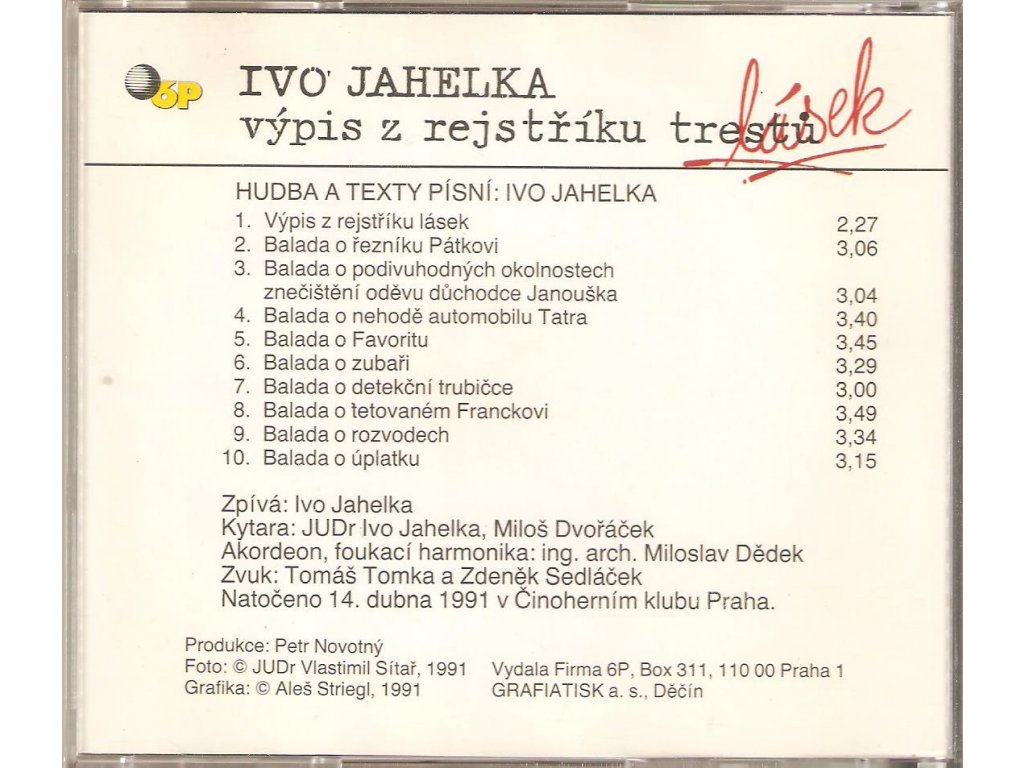 6P
IVO JAHELKA
výpis z rejstříku trestů lásek
HUDBA A TEXTY PÍSNÍ: IVO JAHELKA
1. Výpis z rejstříku lásek 2,27
2. Balada o řezníku Pátkovi 3,06
3. Balada o podivuhodných okolnostech
znečištění oděvu důchodce Janouška 3,04
4. Balada o nehodě automobilu Tatra 3,40
5. Balada o Favoritu 3,45
6. Balada o zubaři 3,29
7. Balada o detekční trubičce 3,00
8. Balada o tetovaném Franckovi 3,49
9. Balada o rozvodech 3,34
10. Balada o úplatku 3,15
Zpívá: Ivo Jahelka
Kytara: JUDr Ivo Jahelka, Miloš Dvořáček
Akordeon, foukací harmonika: ing. arch. Miloslav Dědek
Zvuk: Tomáš Tomka a Zdeněk Sedláček
Natočeno 14. dubna 1991 v Činoherním klubu Praha.
Produkce: Petr Novotný
Foto: © JUDr Vlastimil Sítař, 1991 Vydala Firma 6P, Box 311, 110 00 Praha 1
Grafika: © Aleš Striegl, 1991 GRAFIATISK a. s., Děčín